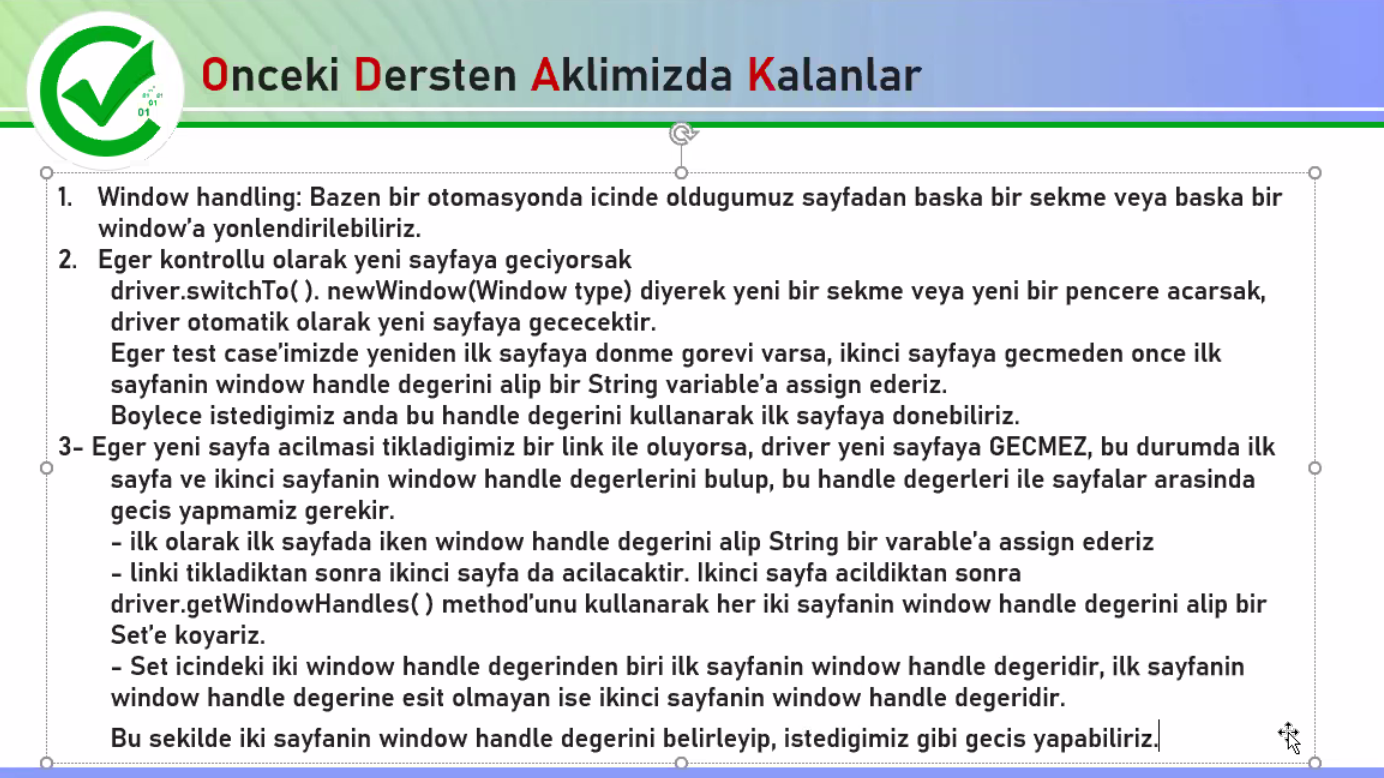 Onceki Dersten Aklimizda Kalanlar
01 01
01
01
1. Window handling: Bazen bir otomasyonda icinde oldugumuz sayfadan baska bir sekme veya baska bir
window'a yonlendirilebiliriz.
2. Eger kontrollu olarak yeni sayfaya geciyorsak
driver.switchTo( ). newWindow(Window type) diyerek yeni bir sekme veya yeni bir pencere acarsak,
driver otomatik olarak yeni sayfaya gececektir.
Eger test case'imizde yeniden ilk sayfaya donme gorevi varsa, ikinci sayfaya gecmeden once ilk
sayfanin window handle degerini alip bir String variable'a assign ederiz.
Boylece istedigimiz anda bu handle degerini kullanarak ilk sayfaya donebiliriz.
3- Eger yeni sayfa acilmasi tikladigimiz bir link ile oluyorsa, driver yeni sayfaya GECMEZ, bu durumda ilk
sayfa ve ikinci sayfanin window handle degerlerini bulup, bu handle degerleri ile sayfalar arasinda
gecis yapmamiz gerekir.
- ilk olarak ilk sayfada iken window handle degerini alip String bir varable'a assign ederiz
- linki tikladiktan sonra ikinci sayfa da acilacaktir. Ikinci sayfa acildiktan sonra
driver.getWindowHandles( ) method'unu kullanarak her iki sayfanin window handle degerini alip bir
Set'e koyariz.
- Set icindeki iki window handle degerinden biri ilk sayfanin window handle degeridir, ilk sayfanin
window handle degerine esit olmayan ise ikinci sayfanin window handle degeridir.
Bu sekilde iki sayfanin window handle degerini belirleyip, istedigimiz gibi gecis yapabiliriz.